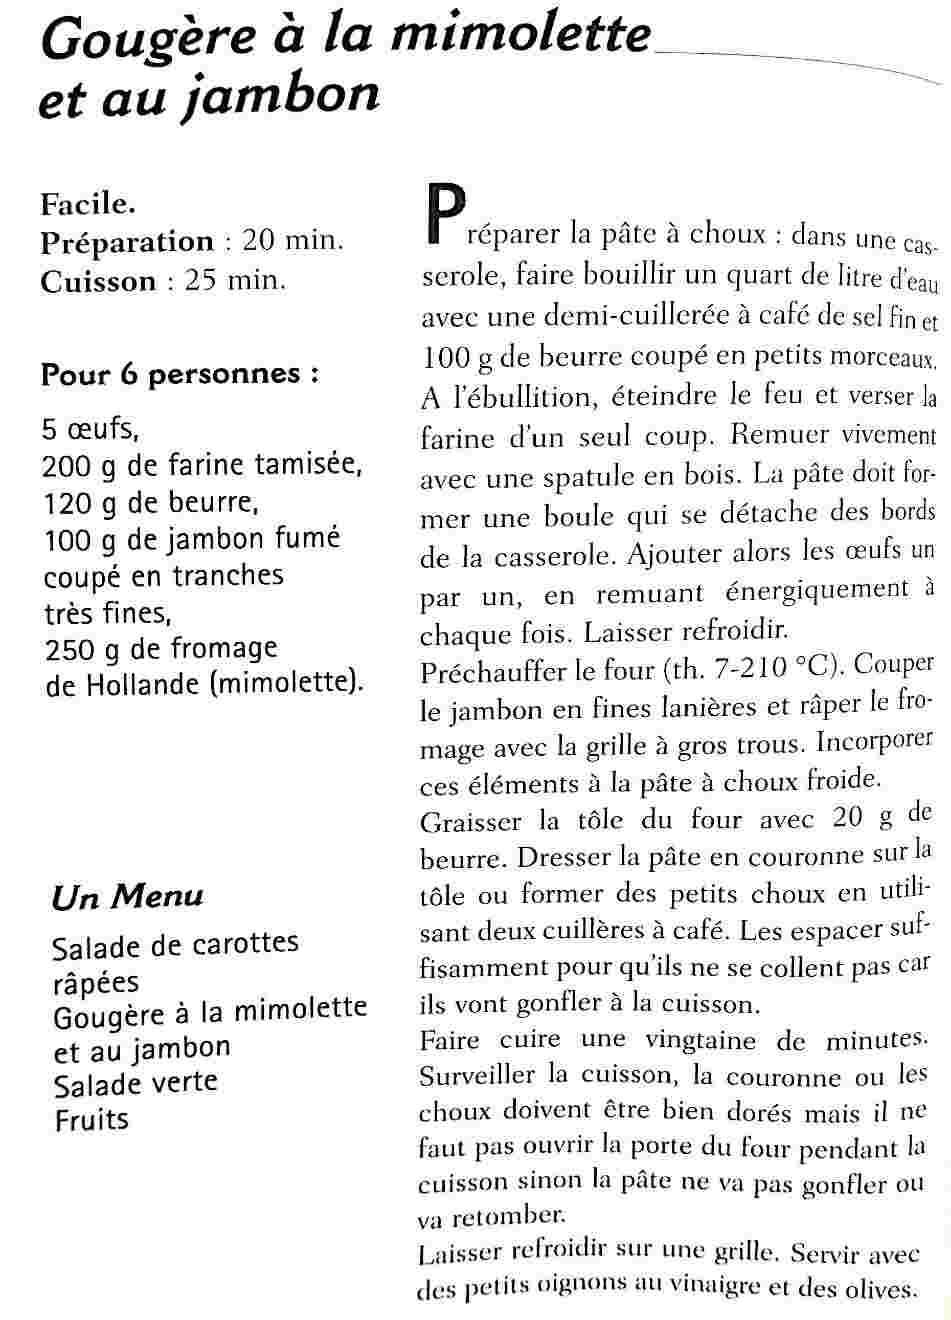 Gougère à la mimolette
et au jambon
Facile.
Préparation : 20 min.
Cuisson : 25 min.
Pour 6 personnes :
5 œufs,
200 g de farine tamisée,
120 g de beurre,
100 g de jambon fumé
coupé en tranches
très fines,
250 g de fromage
de Hollande (mimolette).
Un Menu
Salade de carottes
râpées
Gougère à la mimolette
et au jambon
Salade verte
Fruits
Préparer la pâte à choux : dans une cas-
serole, faire bouillir un quart de litre d'eau
avec une demi-cuillerée à café de sel fin et
100 g de beurre coupé en petits morceaux.
A l'ébullition, éteindre le feu et verser la
farine d'un seul coup. Remuer vivement
avec une spatule en bois. La pâte doit for-
mer une boule qui se détache des bords
de la casserole. Ajouter alors les œufs un
par un, en remuant énergiquement à
chaque fois. Laisser refroidir.
Préchauffer le four (th. 7-210 °C). Couper
le jambon en fines lanières et râper le fro-
mage avec la grille à gros trous. Incorporer
ces éléments à la pâte à choux froide.
Graisser la tôle du four avec 20 g de
beurre. Dresser la pâte en couronne sur la
tôle ou former des petits choux en utili-
sant deux cuillères à café. Les espacer suf-
fisamment pour qu'ils ne se collent pas car
ils vont gonfler à la cuisson.
Faire cuire une vingtaine de minutes.
Surveiller la cuisson, la couronne ou les
choux doivent être bien dorés mais il ne
faut pas ouvrir la porte du four pendant la
cuisson sinon la pâte ne va pas gonfler ou
va retomber.
Laisser refroidir sur une grille. Servir avec
des petits oignons au vinaigre et des olives.